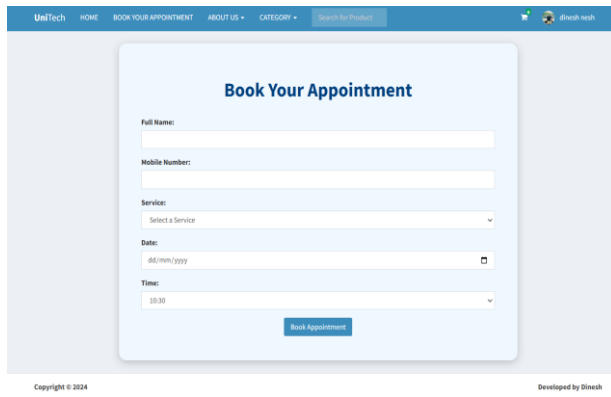 UniTech HOME BOOK YOUR APPOINTMENT ABOUT US CATEGORY Search for Product dinesh nesh
Book Your Appointment
Full Name:
Mobile Number:
Service:
Select a Service
Date:
dd/mm/yyyy
Time:
10:30
Book Appointment
Copyright © 2024 Developed by Dinesh